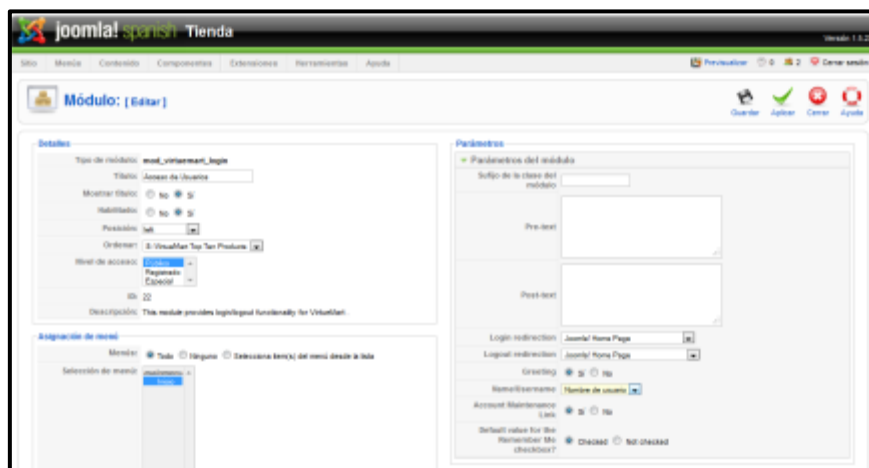 joomla! spanish Tienda
Versión 1.5.2
Sitio Menús Contenido Componentes Extensiones Herramientas Ayuda
Previsualizar 0 2 Cerrar sesión
Módulo: [ Editar ]
Guardar Aplicar Cerrar Ayuda
Detalles
Tipo de módulo: mod_virtuemart_login
Título: Acceso de Usuarios
Mostrar título: No Sí
Habilitado: No Sí
Posición: left
Ordenar: 8::VirtueMart Top Ten Products
Nivel de acceso: Público
Registrado
Especial
ID: 22
Descripción: This module provides login/logout functionality for VirtueMart .
Asignación de menú
Menús: Todo Ninguno Selecciona ítem(s) del menú desde la lista
Selección de menú: mainmenu
Inicio
Parámetros
Parámetros del módulo
Sufijo de la clase del
módulo
Pre-text
Post-text
Login redirection Joomla! Home Page
Logout redirection Joomla! Home Page
Greeting Sí No
Name/Username Nombre de usuario
Account Maintenance
Link Sí No
Default value for the
Remember Me
checkbox? Checked Not checked